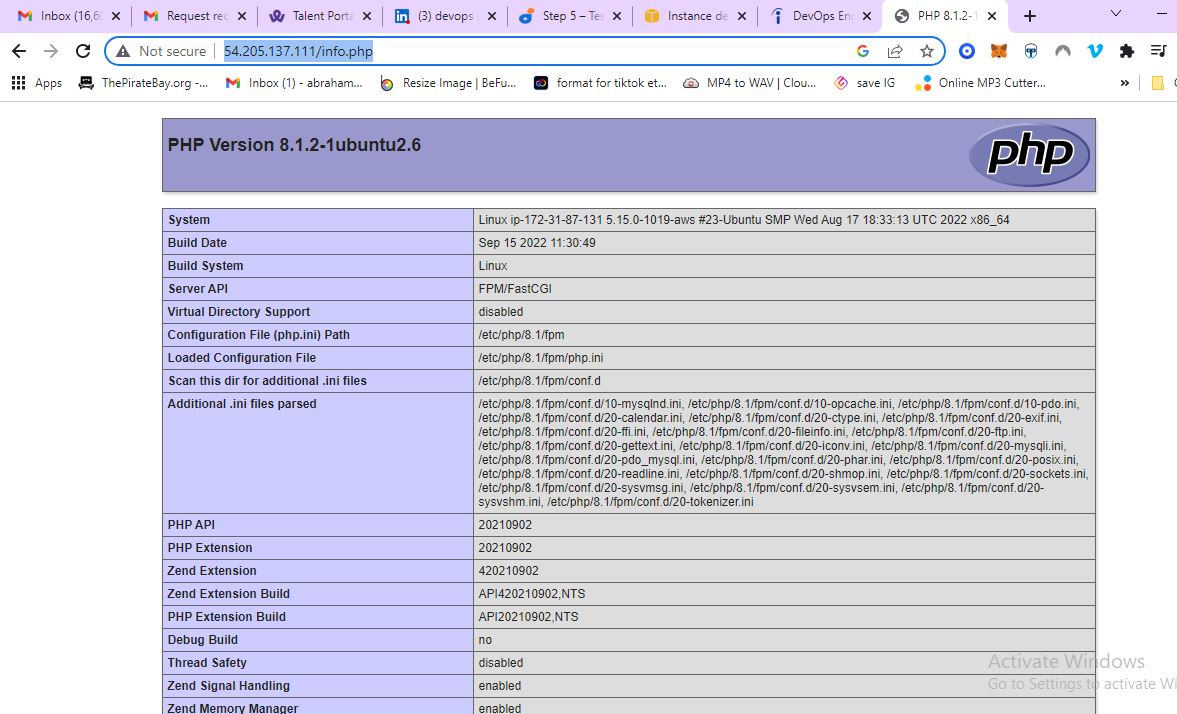 Inbox (16,6
Request rec
Talent Porta
(3) devops
Step 5 – Te
Instance de
DevOps En
PHP 8.1.2-1
Not secure
54.205.137.111/info.php
Apps
ThePirateBay.org -...
Inbox (1) - abraham...
Resize Image | BeFu...
format for tiktok et...
MP4 to WAV | Clou...
save IG
Online MP3 Cutter...
»
PHP Version 8.1.2-1ubuntu2.6
php
System Linux ip-172-31-87-131 5.15.0-1019-aws #23-Ubuntu SMP Wed Aug 17 18:33:13 UTC 2022 x86_64
Build Date Sep 15 2022 11:30:49
Build System Linux
Server API FPM/FastCGI
Virtual Directory Support disabled
Configuration File (php.ini) Path /etc/php/8.1/fpm
Loaded Configuration File /etc/php/8.1/fpm/php.ini
Scan this dir for additional .ini files /etc/php/8.1/fpm/conf.d
Additional .ini files parsed /etc/php/8.1/fpm/conf.d/10-mysqlnd.ini, /etc/php/8.1/fpm/conf.d/10-opcache.ini, /etc/php/8.1/fpm/conf.d/10-pdo.ini,
/etc/php/8.1/fpm/conf.d/20-calendar.ini, /etc/php/8.1/fpm/conf.d/20-ctype.ini, /etc/php/8.1/fpm/conf.d/20-exif.ini,
/etc/php/8.1/fpm/conf.d/20-ffi.ini, /etc/php/8.1/fpm/conf.d/20-fileinfo.ini, /etc/php/8.1/fpm/conf.d/20-ftp.ini,
/etc/php/8.1/fpm/conf.d/20-gettext.ini, /etc/php/8.1/fpm/conf.d/20-iconv.ini, /etc/php/8.1/fpm/conf.d/20-mysqli.ini,
/etc/php/8.1/fpm/conf.d/20-pdo_mysql.ini, /etc/php/8.1/fpm/conf.d/20-phar.ini, /etc/php/8.1/fpm/conf.d/20-posix.ini,
/etc/php/8.1/fpm/conf.d/20-readline.ini, /etc/php/8.1/fpm/conf.d/20-shmop.ini, /etc/php/8.1/fpm/conf.d/20-sockets.ini,
/etc/php/8.1/fpm/conf.d/20-sysvmsg.ini, /etc/php/8.1/fpm/conf.d/20-sysvsem.ini, /etc/php/8.1/fpm/conf.d/20-
sysvshm.ini, /etc/php/8.1/fpm/conf.d/20-tokenizer.ini
PHP API 20210902
PHP Extension 20210902
Zend Extension 420210902
Zend Extension Build API420210902,NTS
PHP Extension Build API20210902,NTS
Debug Build no
Thread Safety disabled
Zend Signal Handling enabled
Zend Memory Manager enabled
Activate Windows
Go to Settings to activate Wi